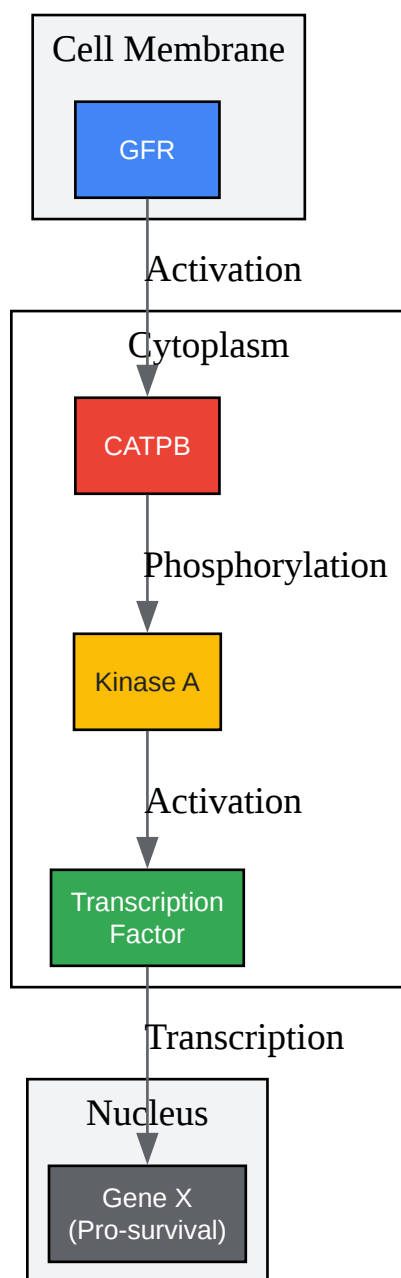 Cell Membrane
GFR
Activation
Cytoplasm
CATPB
Phosphorylation
Kinase A
Activation
Transcription
Factor
Transcription
Nucleus
Gene X
(Pro-survival)